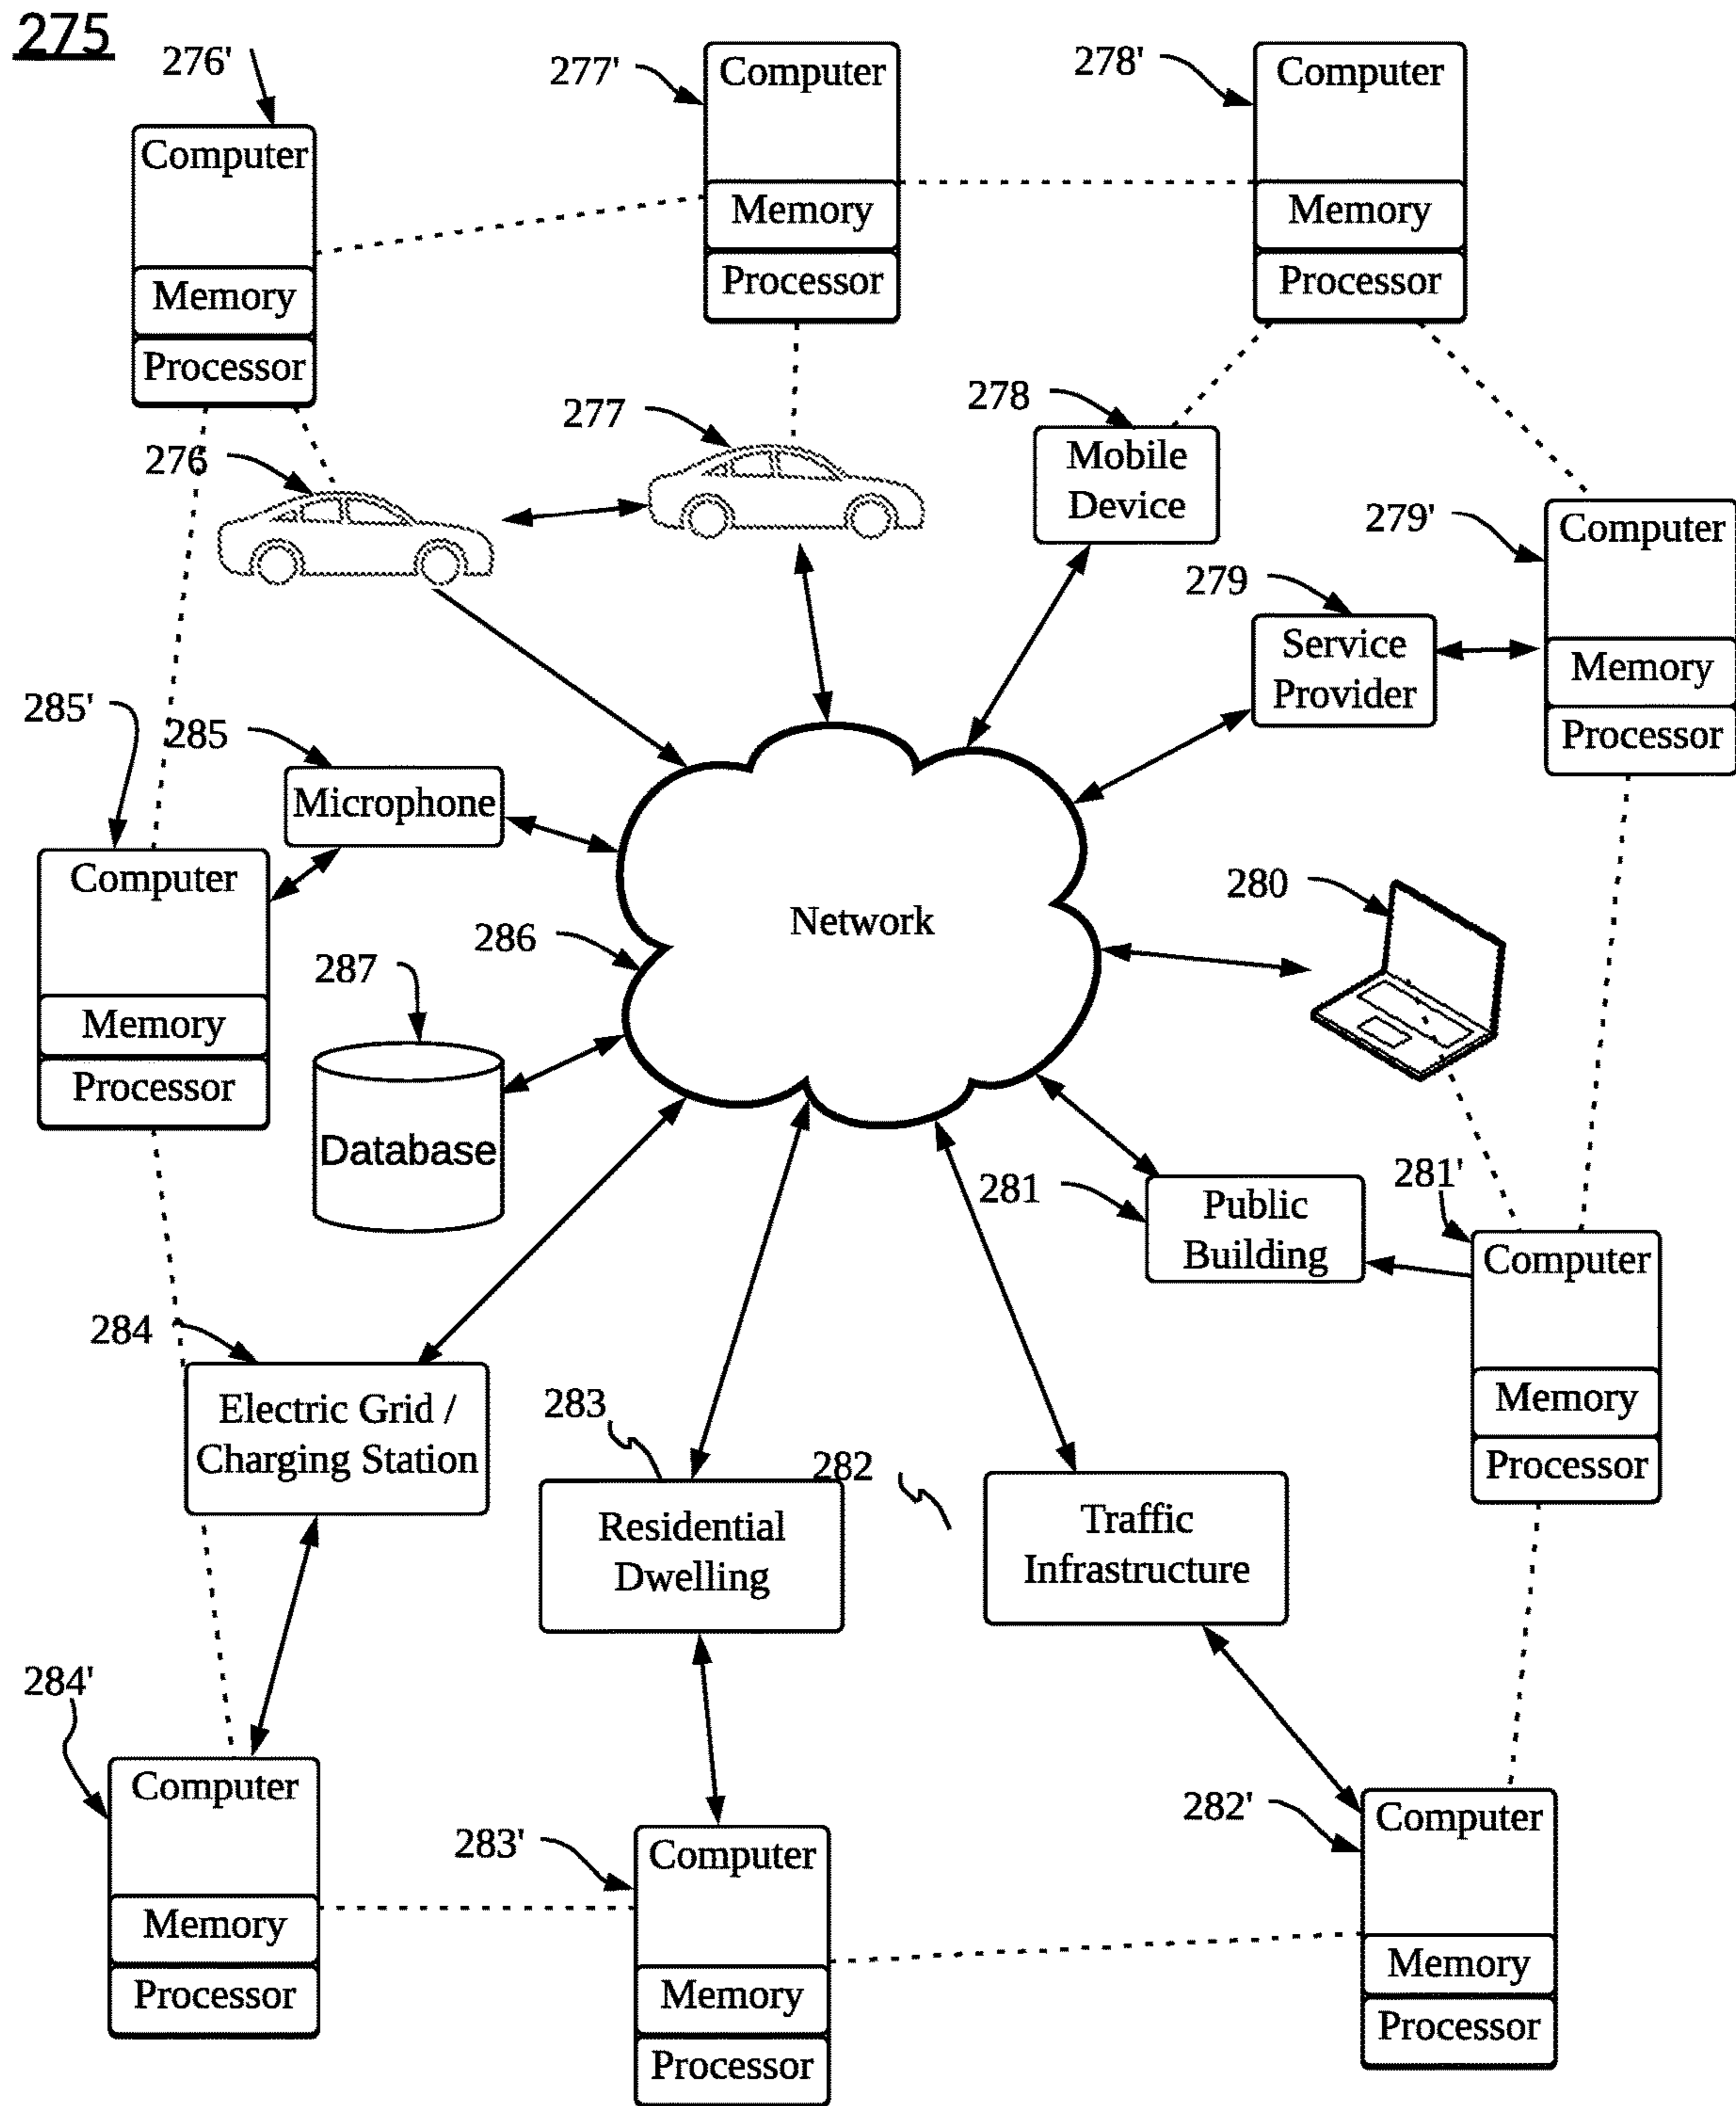 275
276'
277'
278'
Computer
Memory
Processor
Computer
Memory
Processor
Computer
Memory
Processor
276
277
278
Mobile
Device
279'
Computer
Memory
Processor
279
Service
Provider
285'
285
Microphone
Computer
Memory
Processor
286
Network
280
287
Database
281
Public
Building
281'
Computer
Memory
Processor
284
Electric Grid /
Charging Station
283
Residential
Dwelling
282
Traffic
Infrastructure
284'
Computer
Memory
Processor
283'
Computer
Memory
Processor
282'
Computer
Memory
Processor